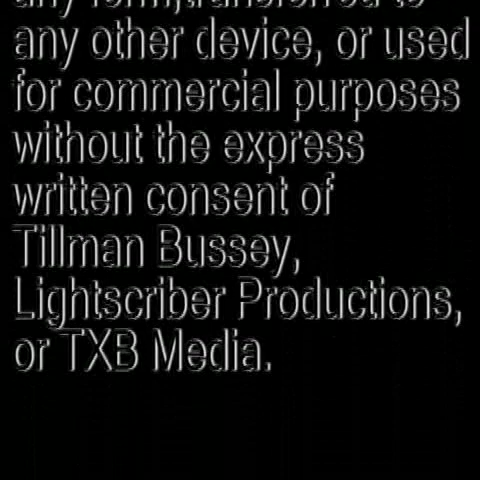 any form, transferred to
any other device, or used
for commercial purposes
without the express
written consent of
Tillman Bussey,
Lightscriber Productions,
or TXB Media.